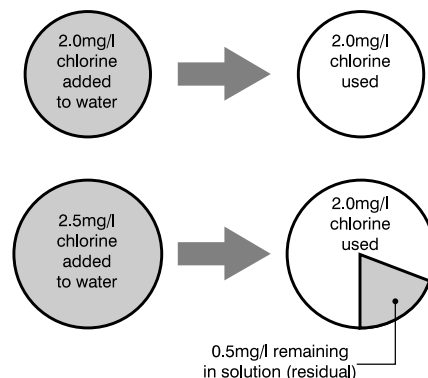 2.0mg/l
chlorine
added
to water
2.0mg/l
chlorine
used
2.5mg/l
chlorine
added
to water
2.0mg/l
chlorine
used
0.5mg/l remaining
in solution (residual)